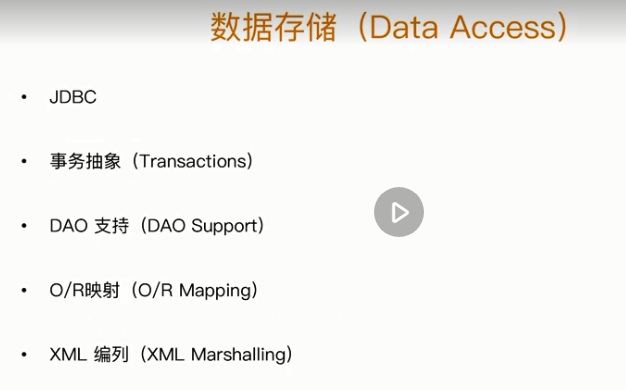 数据存储（Data Access）
• JDBC
• 事务抽象（Transactions）
• DAO 支持（DAO Support）
• O/R映射（O/R Mapping）
• XML 编列（XML Marshalling）